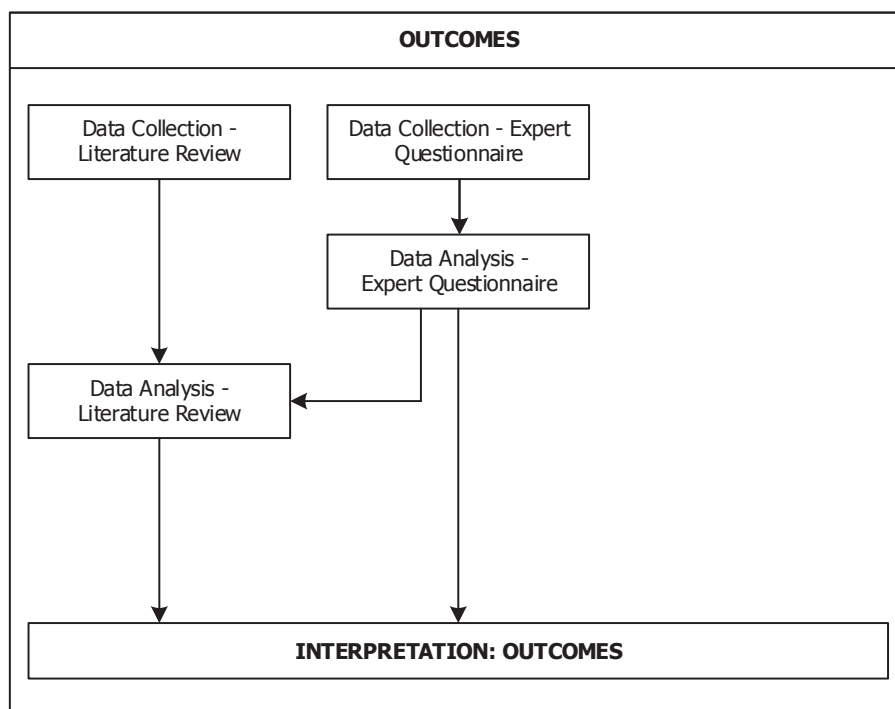 OUTCOMES
Data Collection -
Literature Review
Data Collection - Expert
Questionnaire
Data Analysis -
Expert Questionnaire
Data Analysis -
Literature Review
INTERPRETATION: OUTCOMES